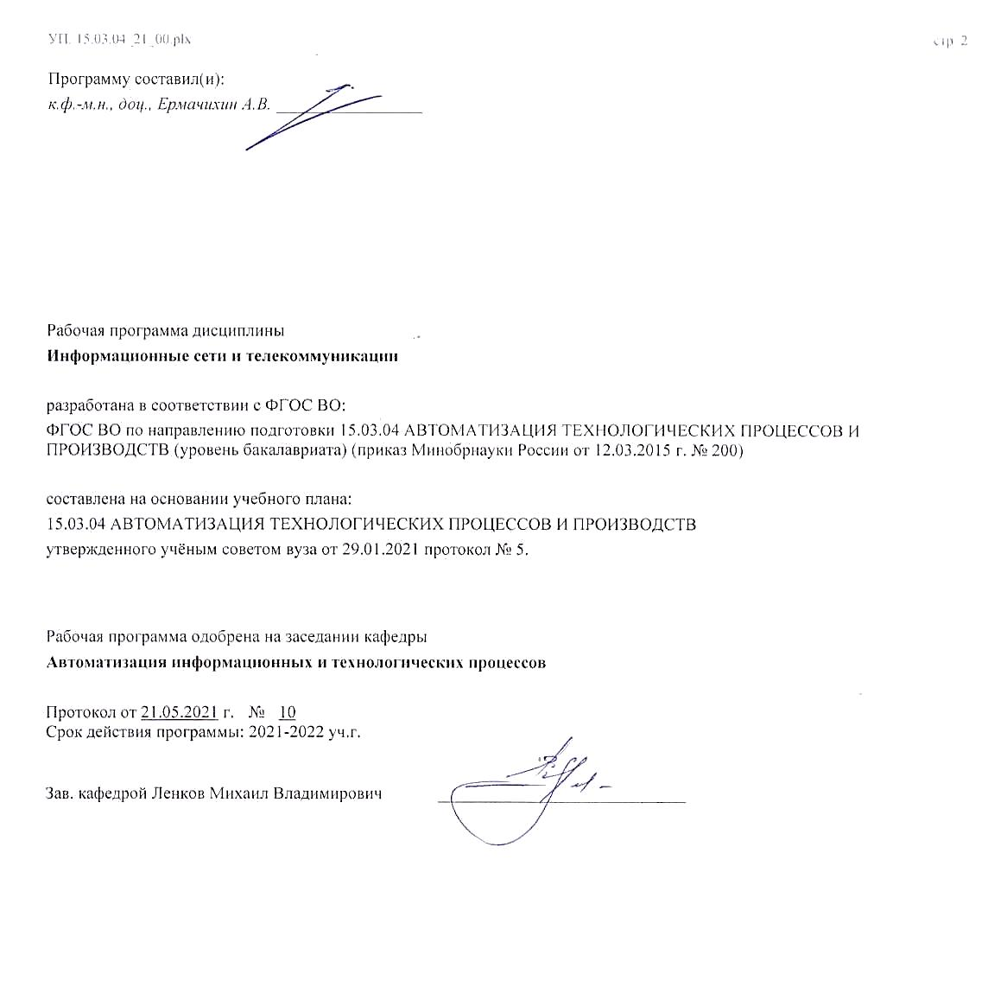 УП. 15.03.04_21_00.plx
стр. 2
Программу составил(и):
к.ф.-м.н., доц., Ермачихин А.В.
Рабочая программа дисциплины
Информационные сети и телекоммуникации
разработана в соответствии с ФГОС ВО:
ФГОС ВО по направлению подготовки 15.03.04 АВТОМАТИЗАЦИЯ ТЕХНОЛОГИЧЕСКИХ ПРОЦЕССОВ И
ПРОИЗВОДСТВ (уровень бакалавриата) (приказ Минобрнауки России от 12.03.2015 г. № 200)
составлена на основании учебного плана:
15.03.04 АВТОМАТИЗАЦИЯ ТЕХНОЛОГИЧЕСКИХ ПРОЦЕССОВ И ПРОИЗВОДСТВ
утвержденного учёным советом вуза от 29.01.2021 протокол № 5.
Рабочая программа одобрена на заседании кафедры
Автоматизация информационных и технологических процессов
Протокол от 21.05.2021 г. № 10
Срок действия программы: 2021-2022 уч.г.
Зав. кафедрой Ленков Михаил Владимирович